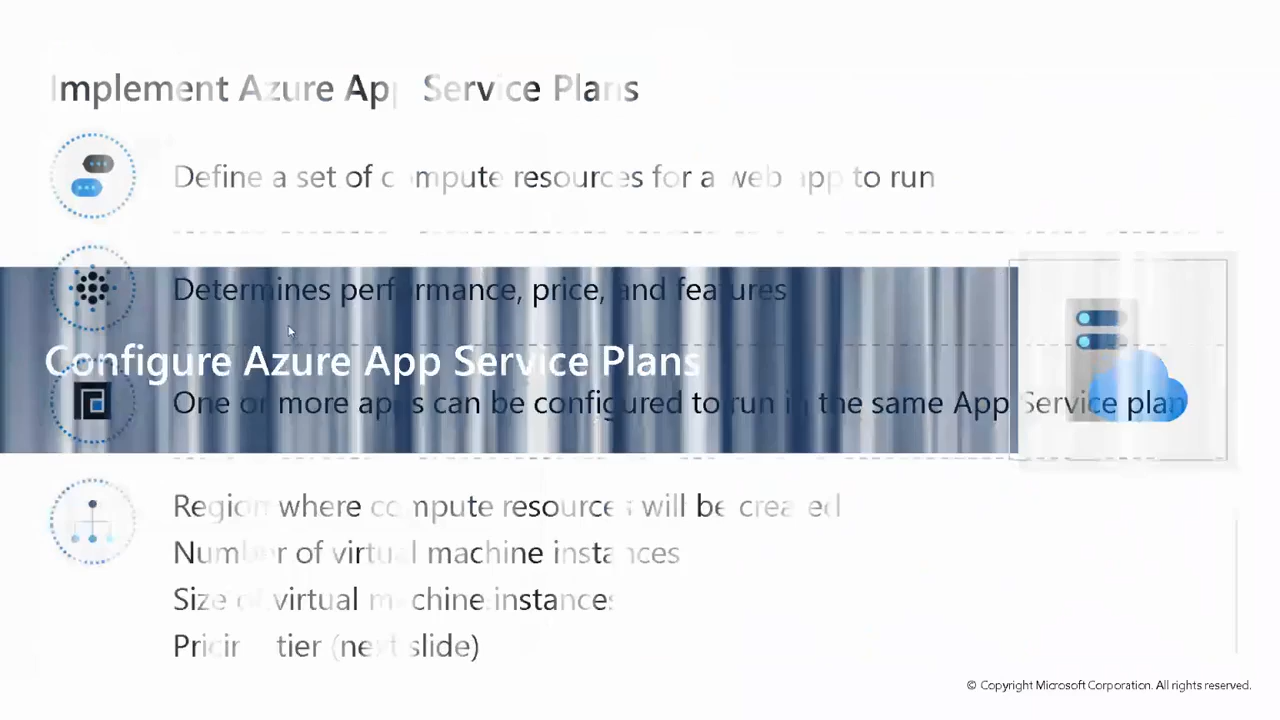 Implement Azure App Service Plans
Define a set of compute resources for a web app to run
Determines performance, price, and features
Configure Azure App Service Plans
One or more apps can be configured to run in the same App Service plan
Region where compute resources will be created
Number of virtual machine instances
Size of virtual machine instances
Pricing tier (next slide)
© Copyright Microsoft Corporation. All rights reserved.